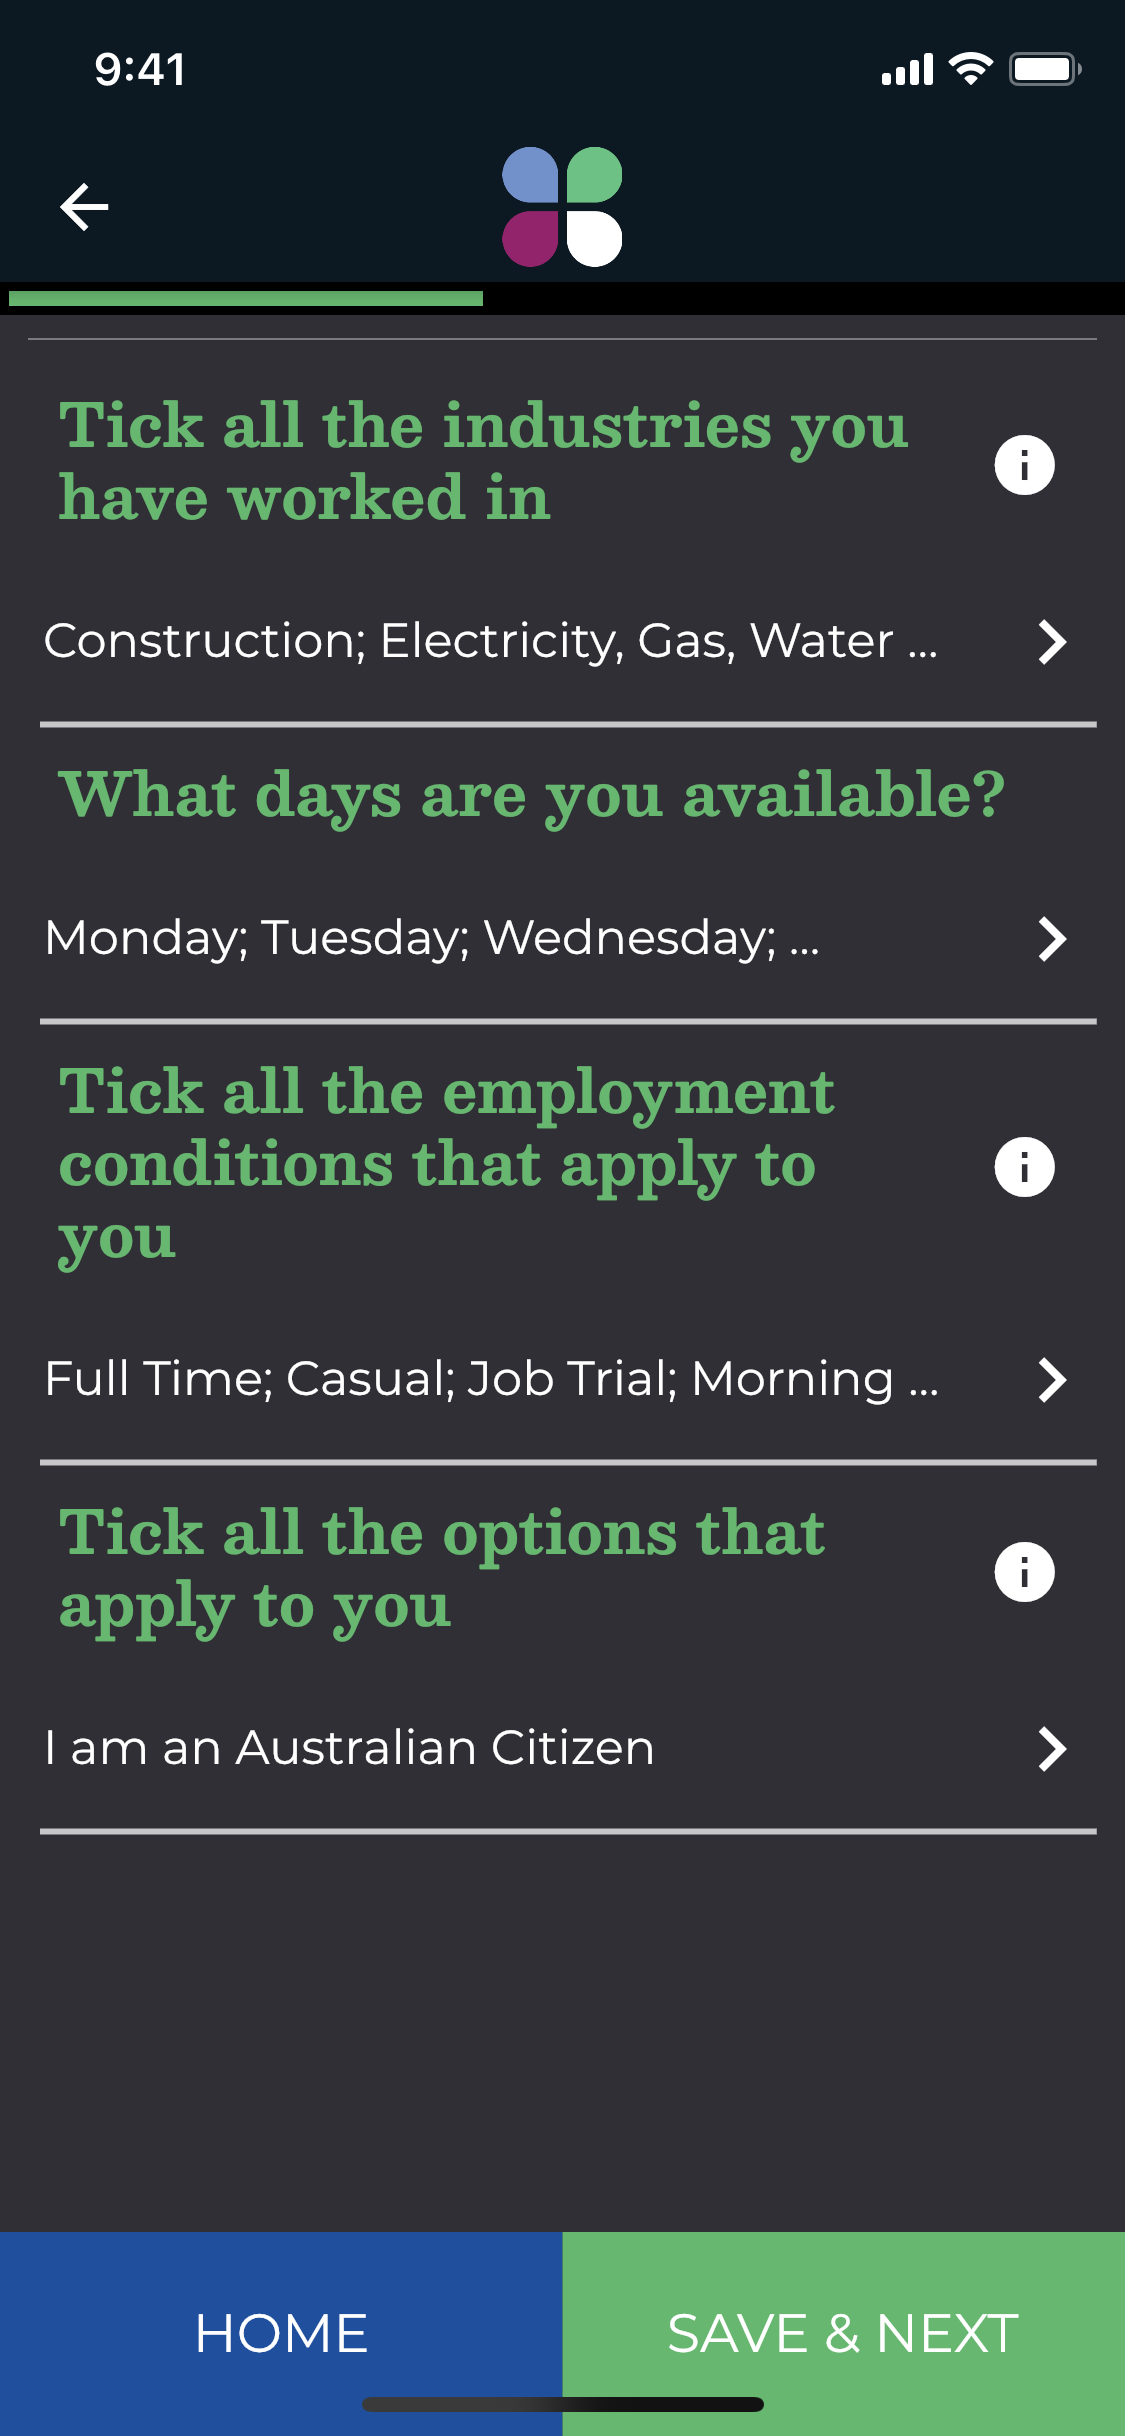 9:41
Tick all the industries you
have worked in
Construction; Electricity, Gas, Water ...
What days are you available?
Monday; Tuesday; Wednesday; ...
Tick all the employment
conditions that apply to
you
Full Time; Casual; Job Trial; Morning ...
Tick all the options that
apply to you
I am an Australian Citizen
HOME
SAVE & NEXT